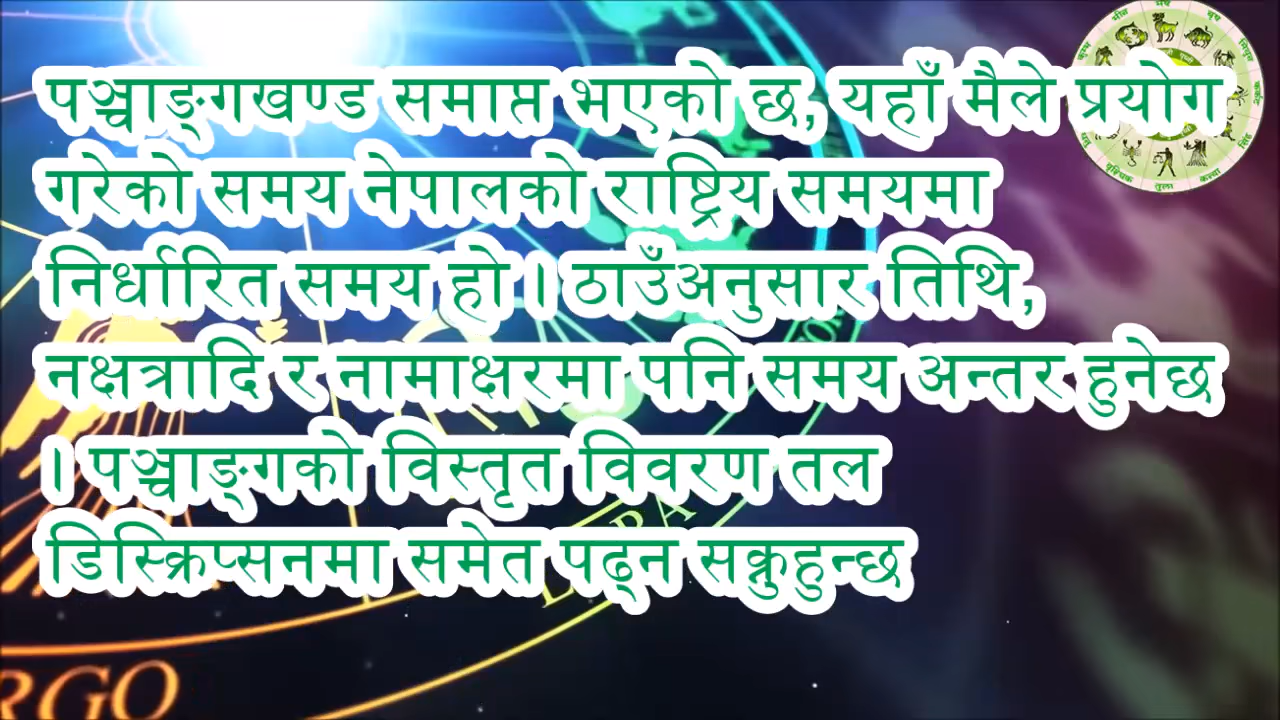 पञ्चाङ्गखण्ड समाप्त भएको छ, यहाँ मैले प्रयोग
गरेको समय नेपालको राष्ट्रिय समयमा
निर्धारित समय हो । ठाउँअनुसार तिथि,
नक्षत्रादि र नामाक्षरमा पनि समय अन्तर हुनेछ
। पञ्चाङ्गको विस्तृत विवरण तल
डिस्क्रिप्सनमा समेत पढ्न सक्नुहुन्छ
मीन मेष वृष
कुम्भ
सिंह
वृश्चिक तुला कन्या